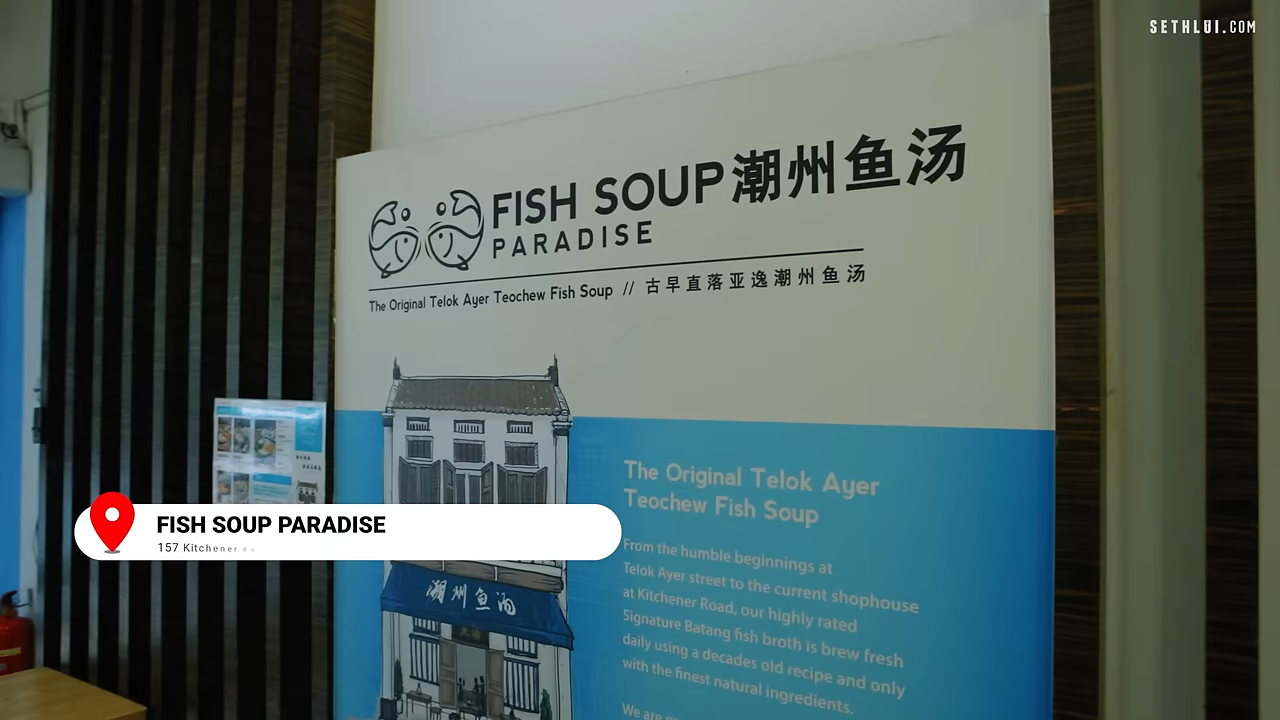 SETHLUI.COM
FISH SOUP 潮州鱼汤
PARADISE
The Original Telok Ayer Teochew Fish Soup // 古早直落亚逸潮州鱼汤
The Original Telok Ayer
Teochew Fish Soup
FISH SOUP PARADISE
157 Kitchener
From the humble beginnings at
Telok Ayer street to the current shophouse
at Kitchener Road, our highly rated
Signature Batang fish broth is brew fresh
daily using a decades old recipe and only
with the finest natural ingredients.
潮州鱼汤
We are